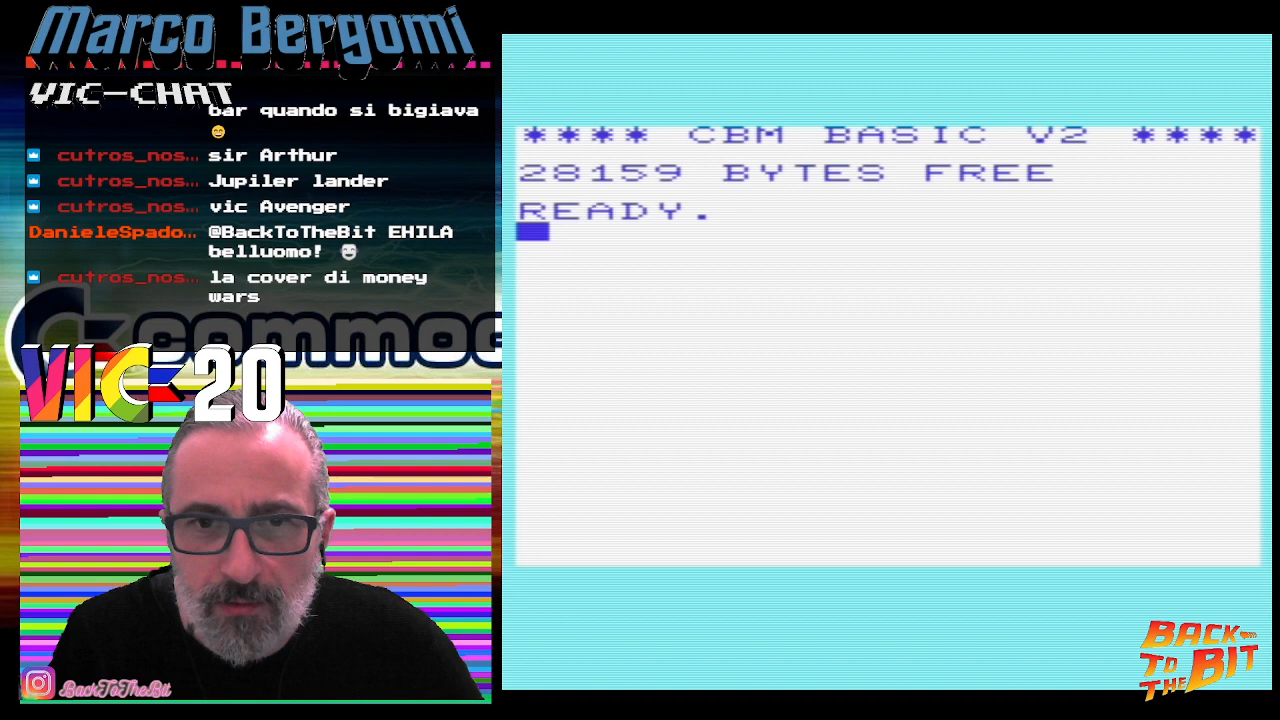 Marco Bergomi
VIC-CHAT
bar quando si bigiava
cutros_nos… sir Arthur
cutros_nos… Jupiler lander
cutros_nos… vic Avenger
DanieleSpado… @BackToTheBit EHILA
belluomo!
cutros_nos… la cover di money
wars
commo
VIC 20
BackToTheBit
**** CBM BASIC V2 ****
28159 BYTES FREE
READY.
BACK
TO THE BIT